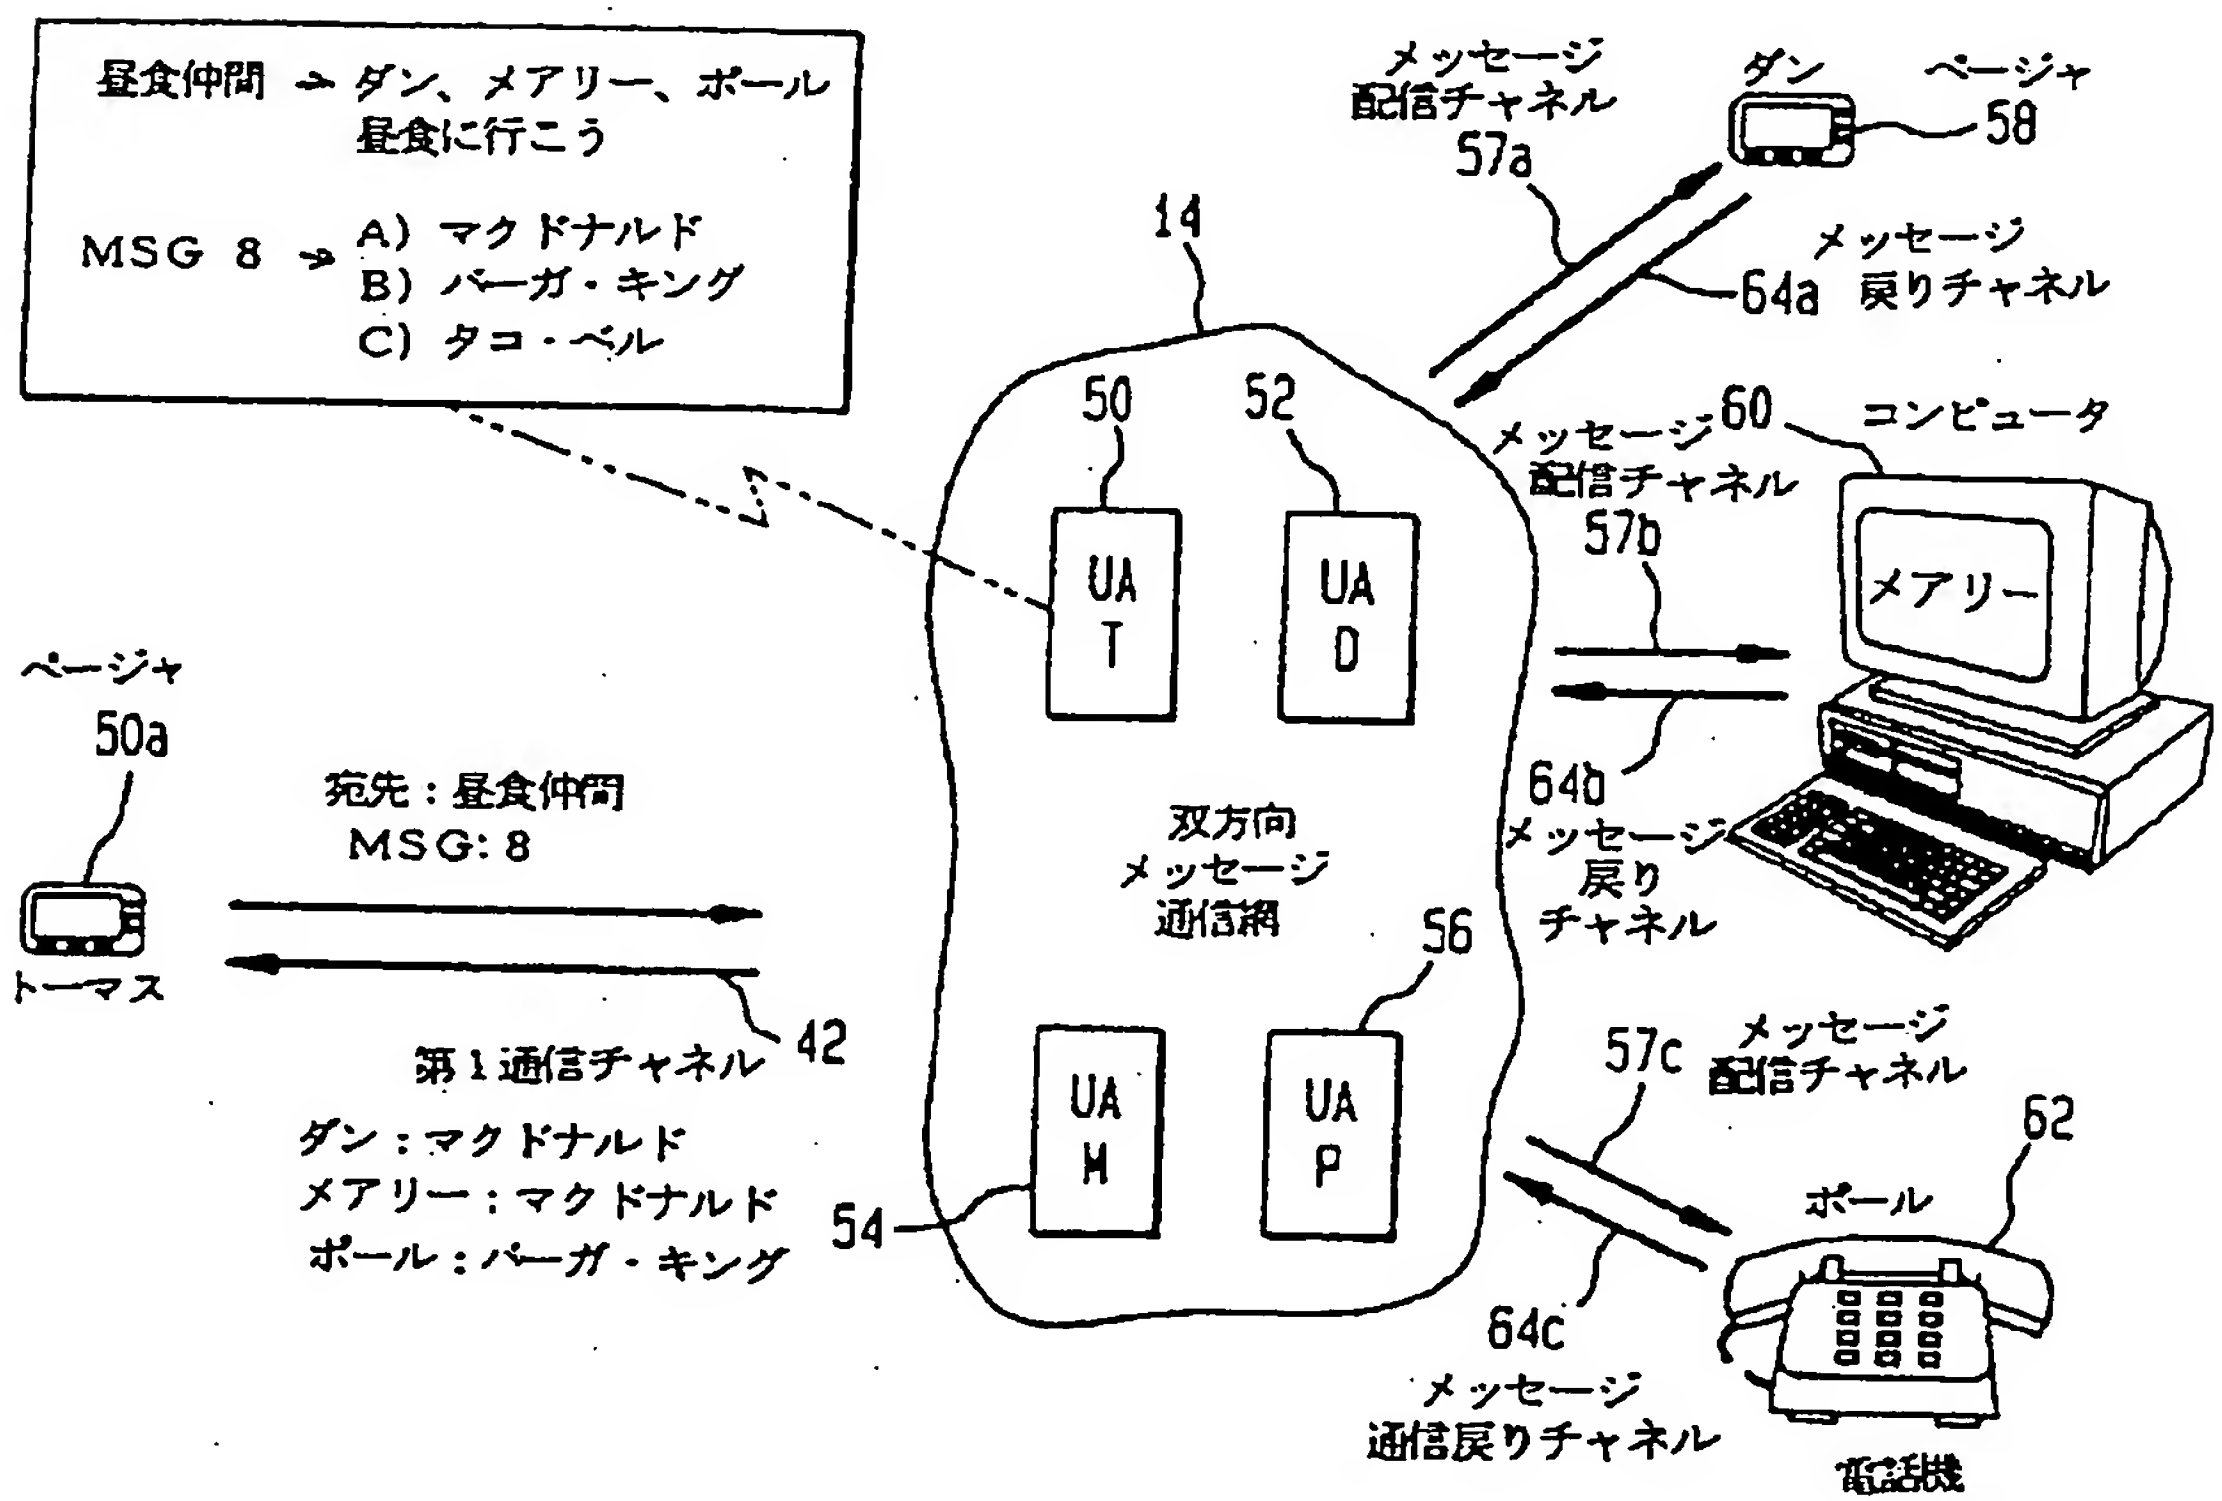 昼食仲間 → ダン、メアリー、ポール
昼食に行こう
MSG 8 → A) マクドナルド
B) バーガ・キング
C) タコ・ベル
メッセージ
配信チャネル
57a
ダン
ページャ
58
14
メッセージ
戻りチャネル
64a
50
52
メッセージ
配信チャネル
57b
60
コンピュータ
UA
T
UA
D
メアリー
ページャ
50a
宛先:昼食仲間
MSG: 8
トーマス
双方向
メッセージ
通信網
64b
メッセージ
戻り
チャネル
56
42
第1通信チャネル
ダン:マクドナルド
メアリー:マクドナルド
ポール:バーガ・キング
54
UA
M
UA
P
57c
メッセージ
配信チャネル
62
ポール
64c
メッセージ
通信戻りチャネル
電話機